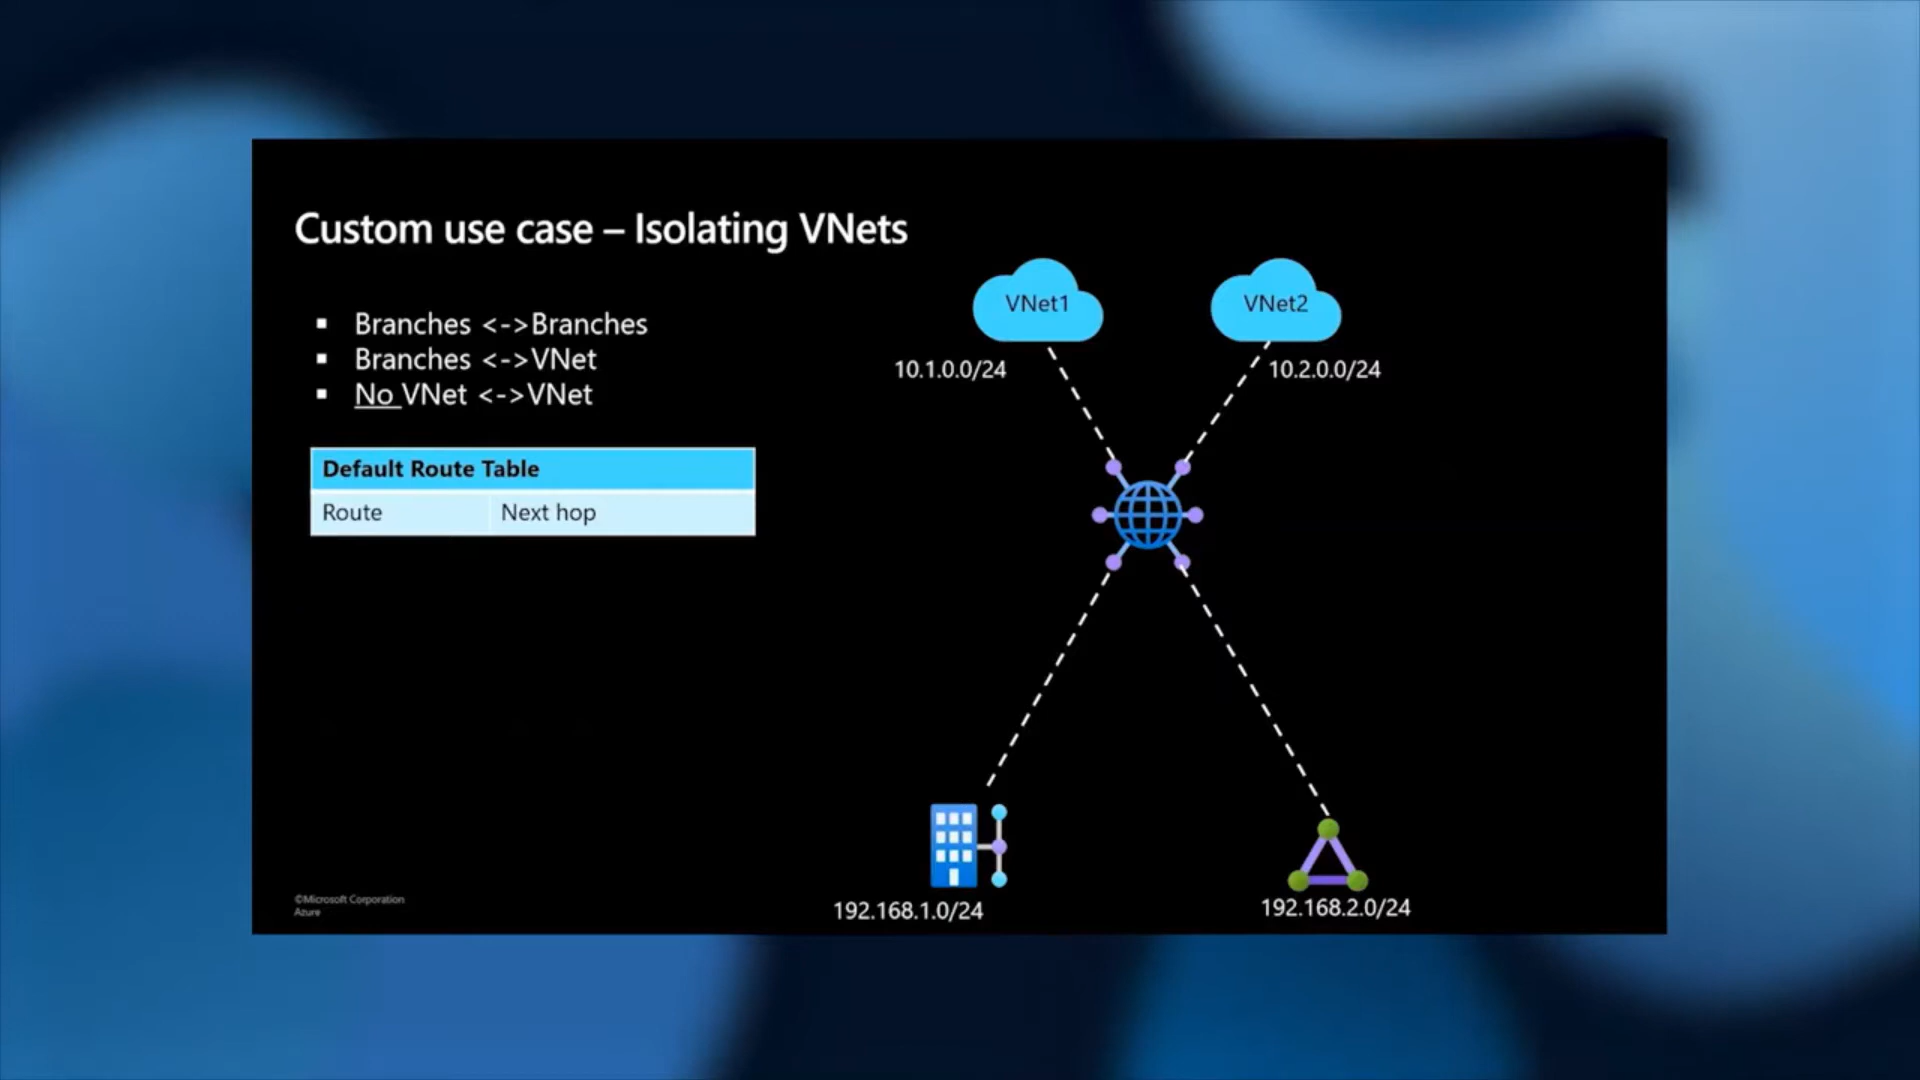 Custom use case – Isolating VNets
▪ Branches <->Branches
▪ Branches <->VNet
▪ No VNet <->VNet
Default Route Table
Route Next hop
VNet1
VNet2
10.1.0.0/24
10.2.0.0/24
192.168.1.0/24
192.168.2.0/24
©Microsoft Corporation
Azure